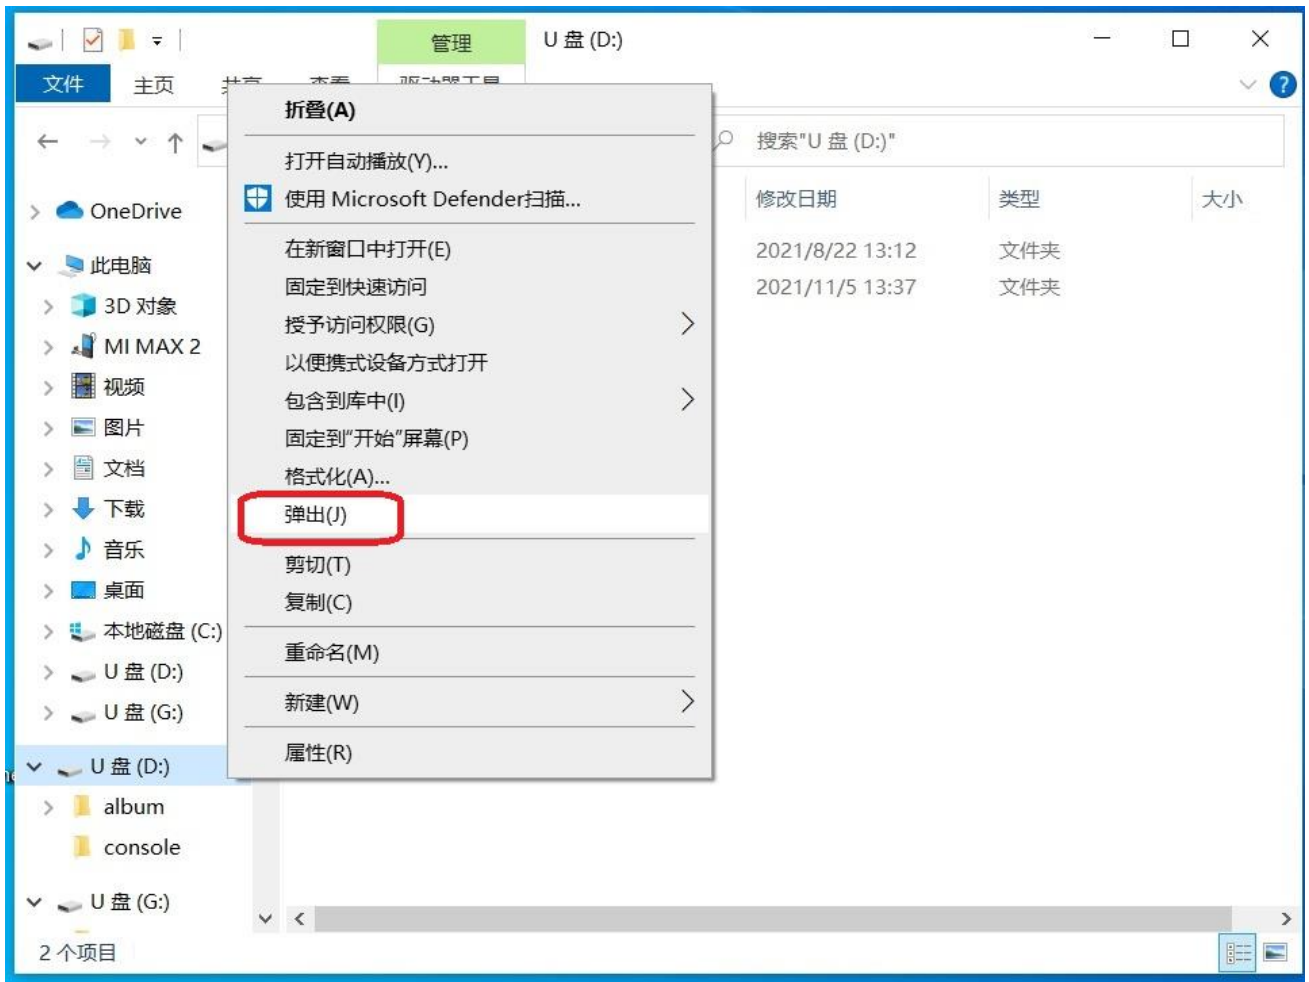 管理
U 盘 (D:)
文件
主页
折叠(A)
搜索"U 盘 (D:)"
打开自动播放(Y)...
使用 Microsoft Defender扫描...
修改日期
类型
大小
OneDrive
在新窗口中打开(E)
2021/8/22 13:12
文件夹
此电脑
固定到快速访问
2021/11/5 13:37
文件夹
3D 对象
授予访问权限(G)
MI MAX 2
以便携式设备方式打开
视频
包含到库中(I)
图片
固定到"开始"屏幕(P)
文档
格式化(A)...
下载
弹出(J)
音乐
剪切(T)
桌面
复制(C)
本地磁盘 (C:)
重命名(M)
U 盘 (D:)
新建(W)
U 盘 (G:)
属性(R)
U 盘 (D:)
album
console
U 盘 (G:)
2 个项目